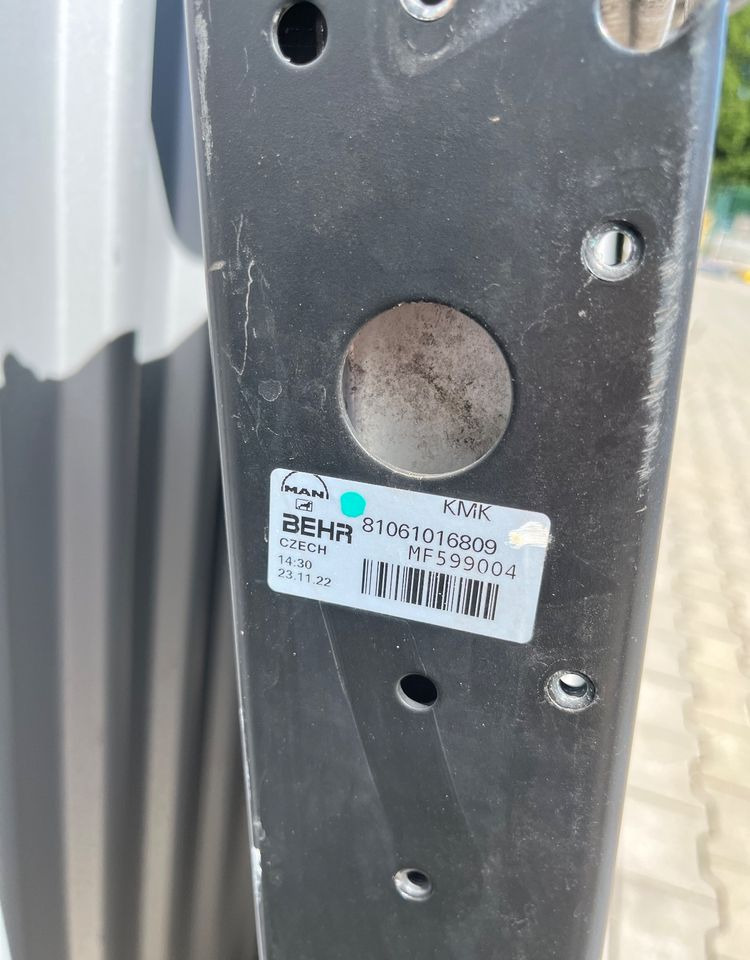 MAN
KMK
BEHR 81061016809
CZECH MF599004
14:30
23.11.22